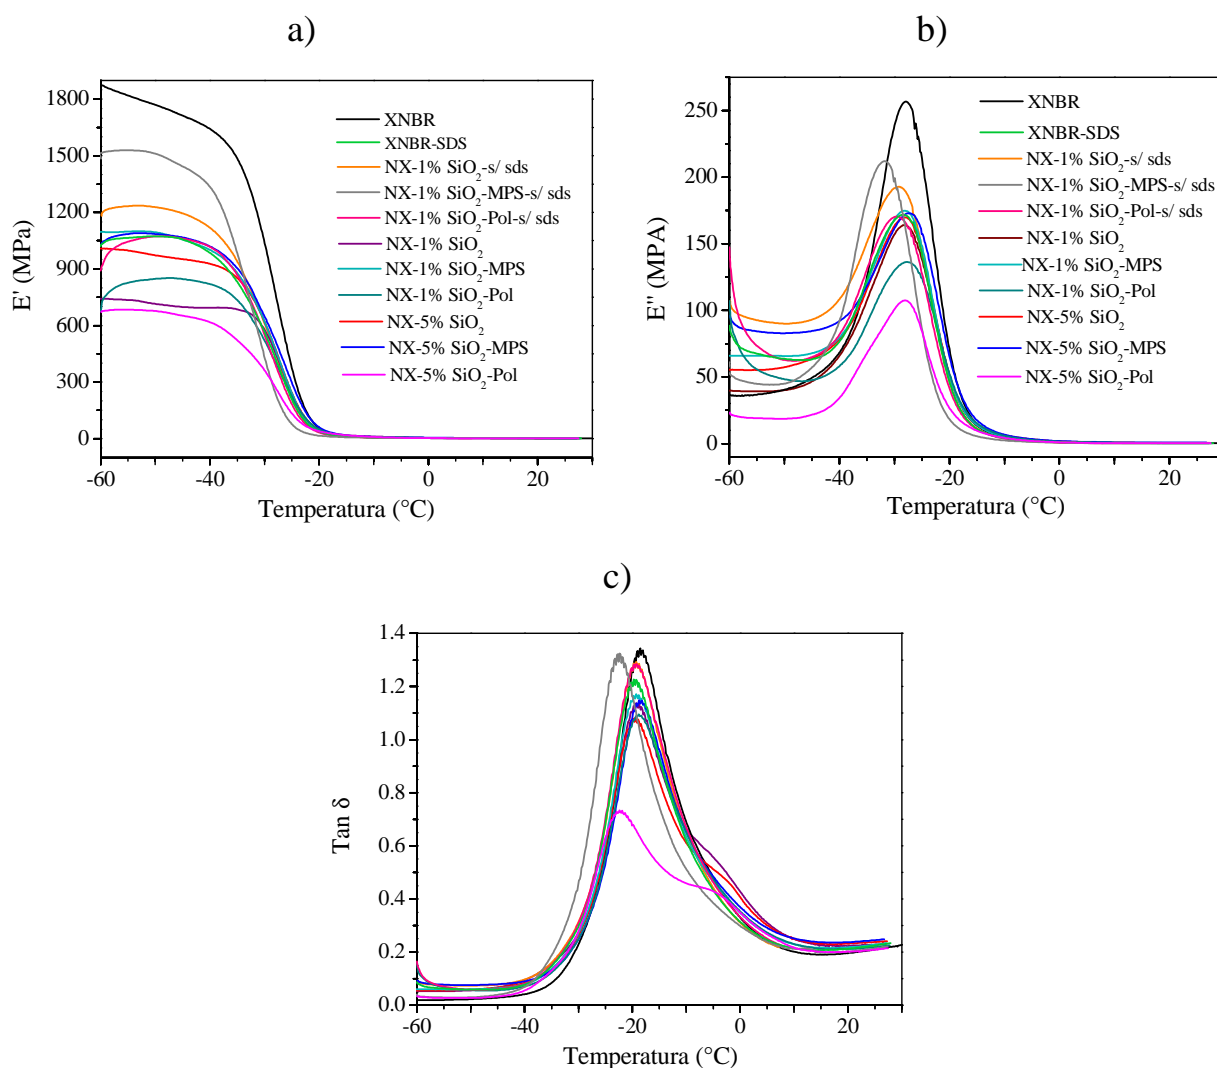 a)
E' (MPa)
1800
1500
1200
900
600
300
0
-60
-40
-20
0
20
Temperatura (°C)
XNBR
XNBR-SDS
NX-1% SiO₂-s/ sds
NX-1% SiO₂-MPS-s/ sds
NX-1% SiO₂-Pol-s/ sds
NX-1% SiO₂
NX-1% SiO₂-MPS
NX-1% SiO₂-Pol
NX-5% SiO₂
NX-5% SiO₂-MPS
NX-5% SiO₂-Pol
b)
E'' (MPA)
250
200
150
100
50
0
-60
-40
-20
0
20
Temperatura (°C)
XNBR
XNBR-SDS
NX-1% SiO₂-s/ sds
NX-1% SiO₂-MPS-s/ sds
NX-1% SiO₂-Pol-s/ sds
NX-1% SiO₂
NX-1% SiO₂-MPS
NX-1% SiO₂-Pol
NX-5% SiO₂
NX-5% SiO₂-MPS
NX-5% SiO₂-Pol
c)
Tan δ
1.4
1.2
1.0
0.8
0.6
0.4
0.2
0.0
-60
-40
-20
0
20
Temperatura (°C)